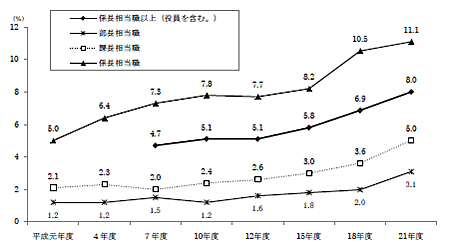 (%)
係長相当職以上（役員を含む。）
部長相当職
課長相当職
係長相当職
12
10
8
6
4
2
0
5.0 6.4 7.3 7.8 7.7 8.2 10.5 11.1
4.7 5.1 5.1 5.8 6.9 8.0
2.1 2.3 2.0 2.4 2.6 3.0 3.6 5.0
1.2 1.2 1.5 1.2 1.6 1.8 2.0 3.1
平成元年度 4年度 7年度 10年度 12年度 15年度 18年度 21年度